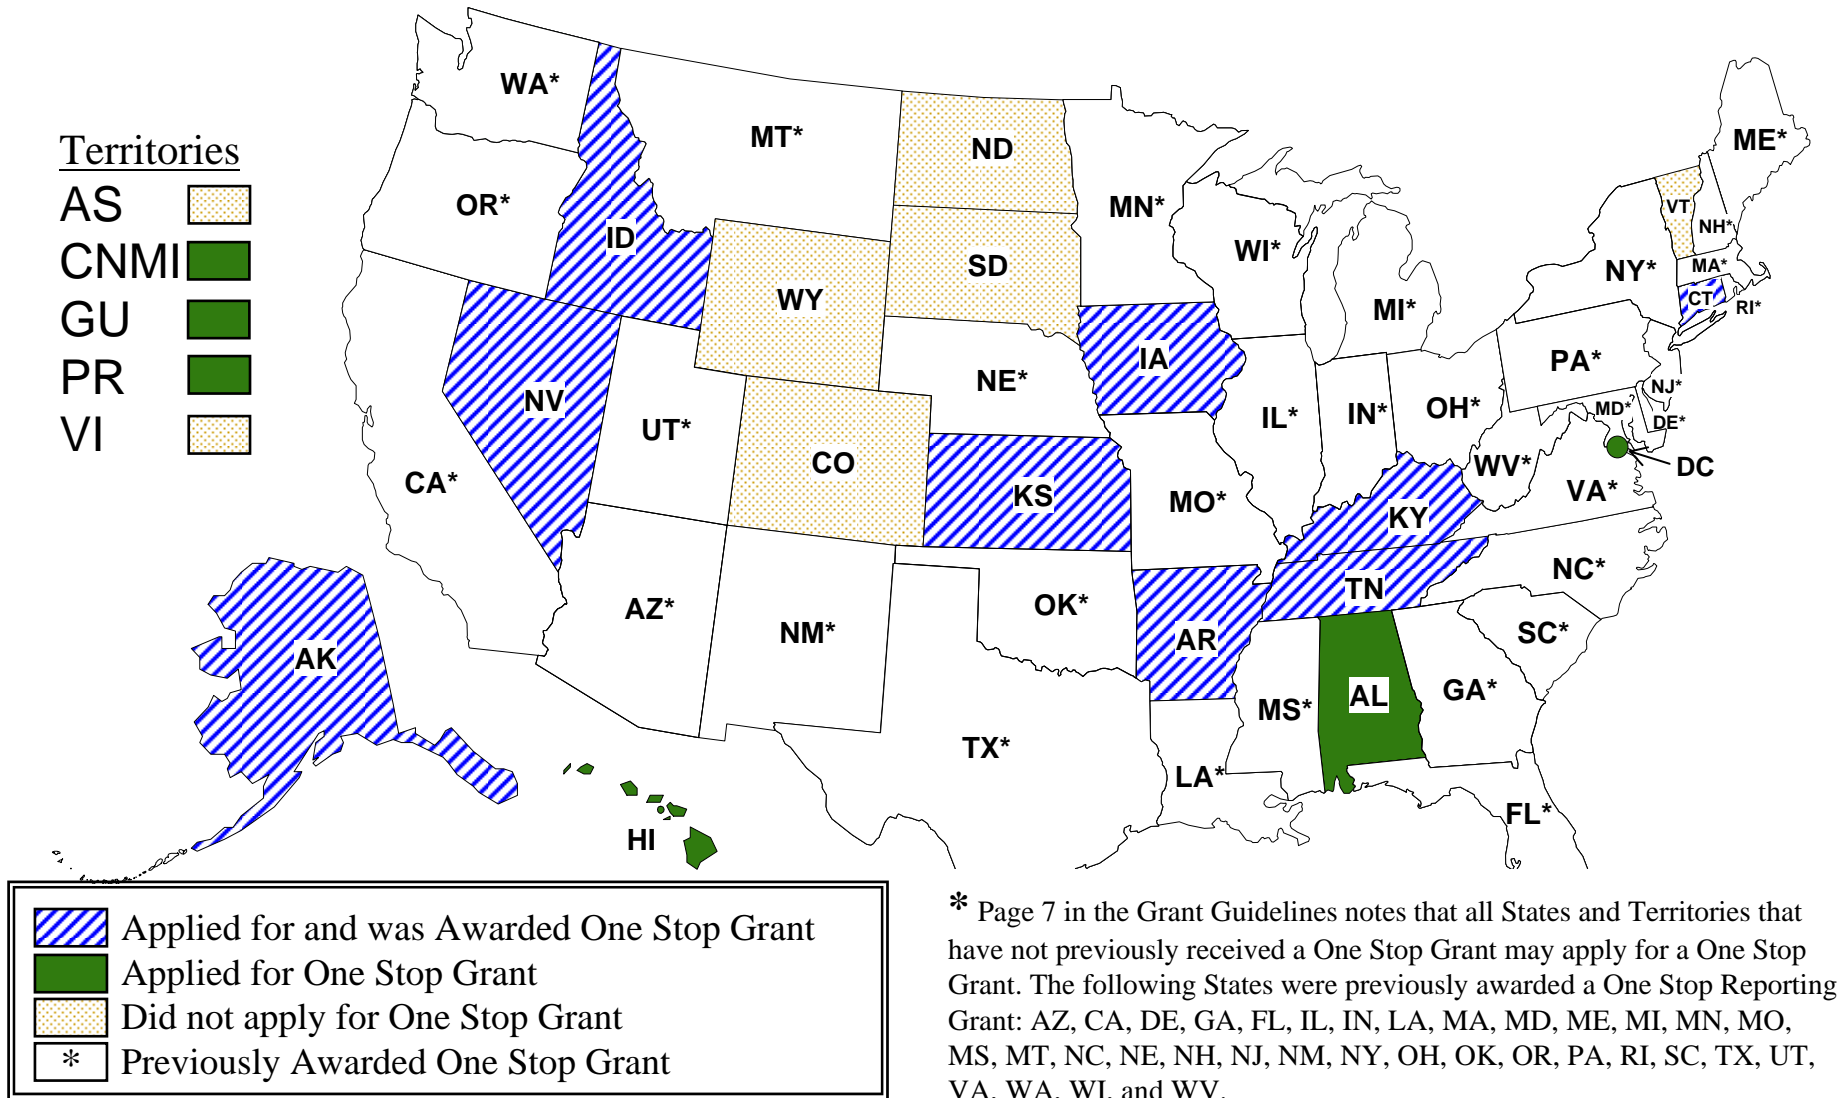 Territories
AS
CNMI
GU
PR
VI
WA*
OR*
CA*
ID
NV
MT*
WY
UT*
CO
AZ*
NM*
ND
SD
NE*
KS
OK*
TX*
MN*
IA
MO*
AR
LA*
WI*
IL*
MI*
IN*
OH*
KY
TN
MS*
AL
GA*
FL*
SC*
NC*
VA*
WV*
PA*
NY*
VT
NH*
ME*
MA*
CT
RI*
NJ*
MD*
DE*
DC
AK
HI
Applied for and was Awarded One Stop Grant
Applied for One Stop Grant
Did not apply for One Stop Grant
* Previously Awarded One Stop Grant
* Page 7 in the Grant Guidelines notes that all States and Territories that
have not previously received a One Stop Grant may apply for a One Stop
Grant. The following States were previously awarded a One Stop Reporting
Grant: AZ, CA, DE, GA, FL, IL, IN, LA, MA, MD, ME, MI, MN, MO,
MS, MT, NC, NE, NH, NJ, NM, NY, OH, OK, OR, PA, RI, SC, TX, UT,
VA, WA, WI, and WV.